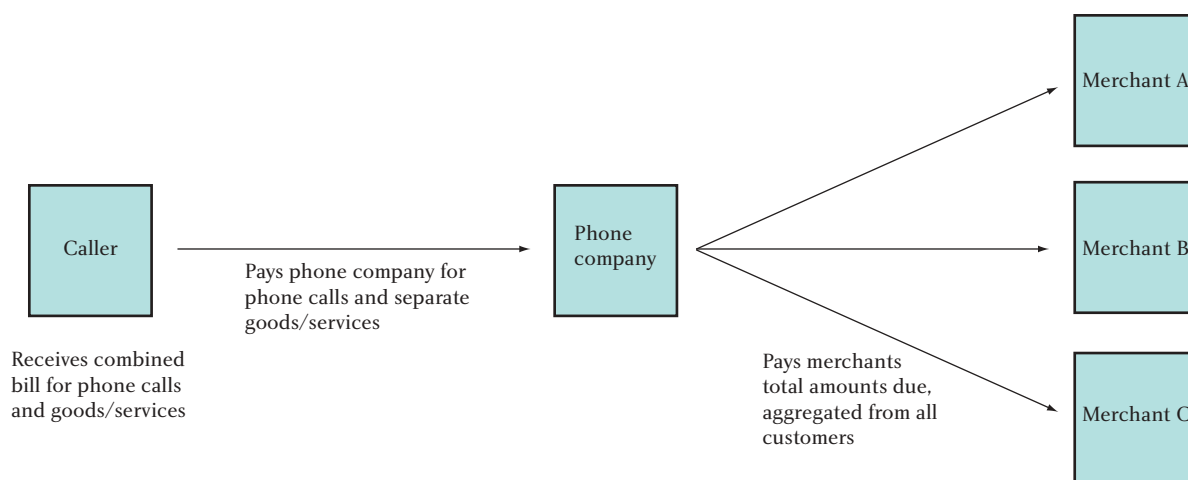 Merchant A
Caller
Pays phone company for
phone calls and separate
goods/services
Receives combined
bill for phone calls
and goods/services
Phone
company
Merchant B
Pays merchants
total amounts due,
aggregated from all
customers
Merchant C